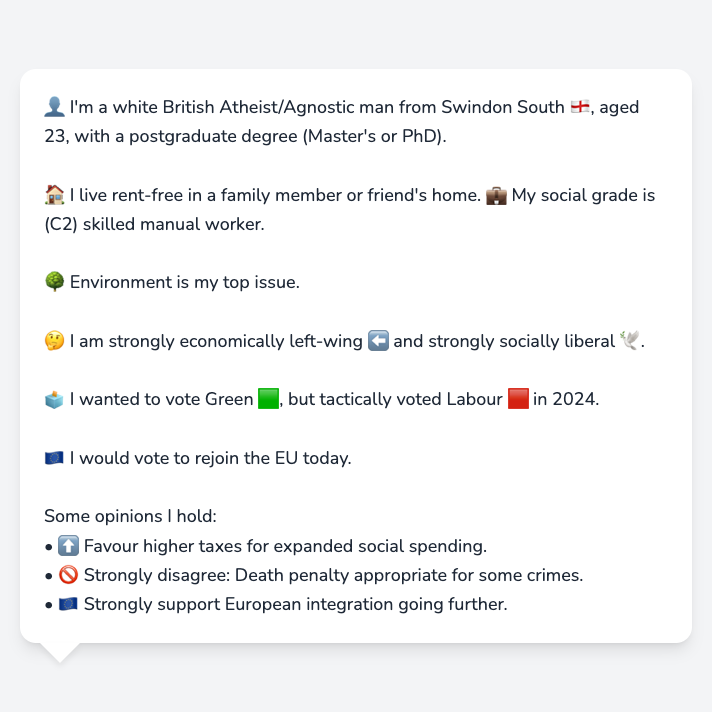 👤 I'm a white British Atheist/Agnostic man from Swindon South 🏴󠁧󠁢󠁥󠁮󠁧󠁿, aged
23, with a postgraduate degree (Master's or PhD).
🏠 I live rent-free in a family member or friend's home. 💼 My social grade is
(C2) skilled manual worker.
🌳 Environment is my top issue.
🤔 I am strongly economically left-wing ⬅️ and strongly socially liberal 🕊️.
🗳️ I wanted to vote Green 🟩, but tactically voted Labour 🟥 in 2024.
🇪🇺 I would vote to rejoin the EU today.
Some opinions I hold:
• ⬆️ Favour higher taxes for expanded social spending.
• 🚫 Strongly disagree: Death penalty appropriate for some crimes.
• 🇪🇺 Strongly support European integration going further.